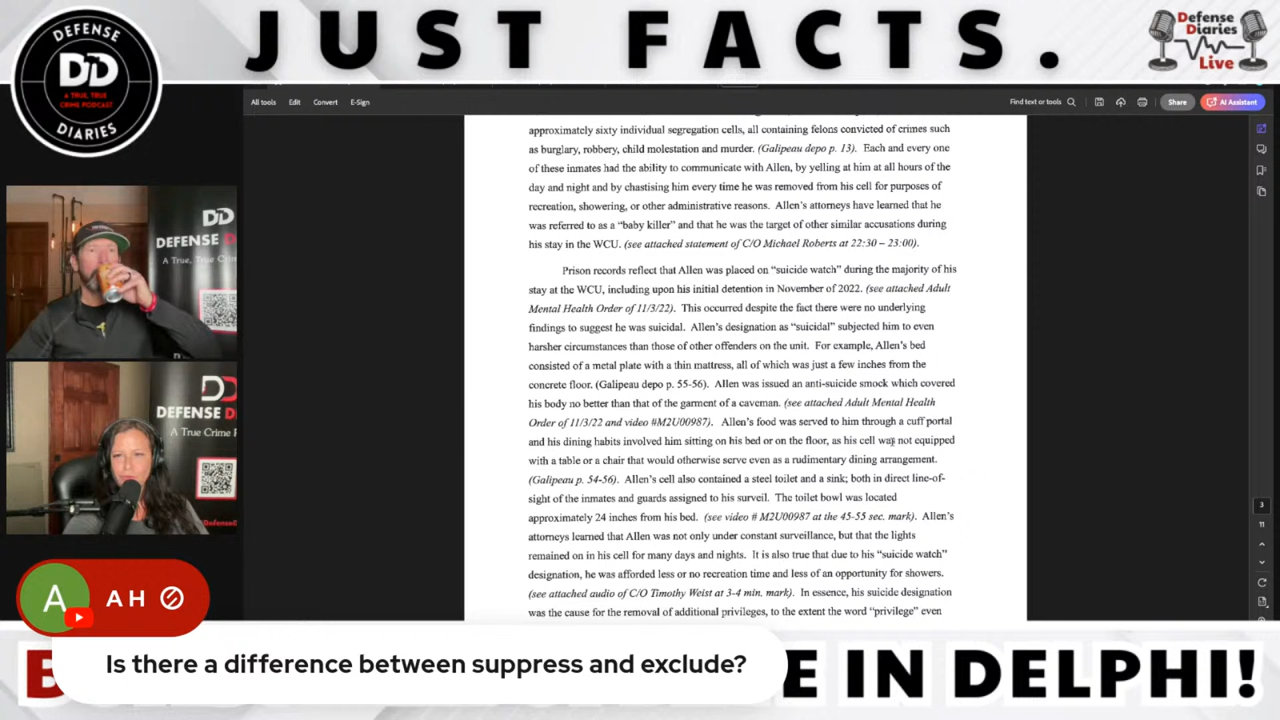 JUST FACTS.
DEFENSE
DD
A TRUE, TRUE
CRIME PODCAST
DIARIES
Defense
Diaries
Live
All tools Edit Convert E-Sign
Find text or tools
Share
AI Assistant
approximately sixty individual segregation cells, all containing felons convicted of crimes such
as burglary, robbery, child molestation and murder. (Galipeau depo p. 13). Each and every one
of these inmates had the ability to communicate with Allen, by yelling at him at all hours of the
day and night and by chastising him every time he was removed from his cell for purposes of
recreation, showering, or other administrative reasons. Allen's attorneys have learned that he
was referred to as a "baby killer" and that he was the target of other similar accusations during
his stay in the WCU. (see attached statement of C/O Michael Roberts at 22:30 – 23:00).
Prison records reflect that Allen was placed on "suicide watch" during the majority of his
stay at the WCU, including upon his initial detention in November of 2022. (see attached Adult
Mental Health Order of 11/3/22). This occurred despite the fact there were no underlying
findings to suggest he was suicidal. Allen's designation as "suicidal" subjected him to even
harsher circumstances than those of other offenders on the unit. For example, Allen's bed
consisted of a metal plate with a thin mattress, all of which was just a few inches from the
concrete floor. (Galipeau depo p. 55-56). Allen was issued an anti-suicide smock which covered
his body no better than that of the garment of a caveman. (see attached Adult Mental Health
Order of 11/3/22 and video #M2U00987). Allen's food was served to him through a cuff portal
and his dining habits involved him sitting on his bed or on the floor, as his cell was not equipped
with a table or a chair that would otherwise serve even as a rudimentary dining arrangement.
(Galipeau p. 54-56). Allen's cell also contained a steel toilet and a sink; both in direct line-of-
sight of the inmates and guards assigned to his surveil. The toilet bowl was located
approximately 24 inches from his bed. (see video # M2U00987 at the 45-55 sec. mark). Allen's
attorneys learned that Allen was not only under constant surveillance, but that the lights
remained on in his cell for many days and nights. It is also true that due to his "suicide watch"
designation, he was afforded less or no recreation time and less of an opportunity for showers.
(see attached audio of C/O Timothy Weist at 3-4 min. mark). In essence, his suicide designation
was the cause for the removal of additional privileges, to the extent the word "privilege" even
3
11
DD
DEFENSE D
A True, True Crime
DEFENSE D
A True Crime P
A
A H
Is there a difference between suppress and exclude?
E IN DELPHI!